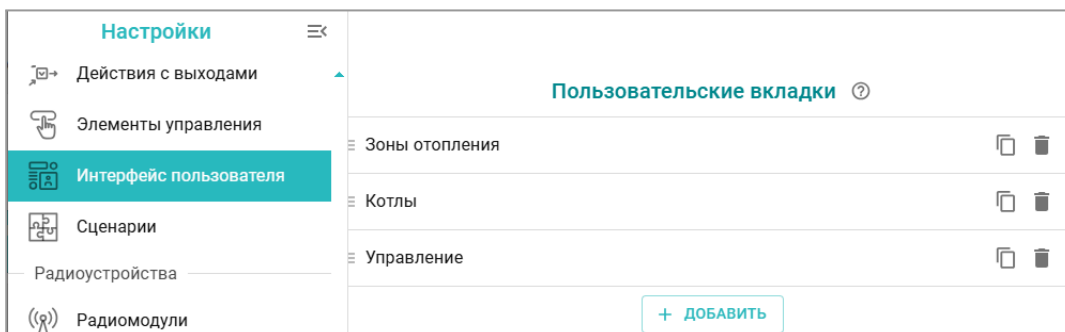 Настройки
Действия с выходами
Элементы управления
Интерфейс пользователя
Сценарии
Радиоустройства
Радиомодули
Пользовательские вкладки
Зоны отопления
Котлы
Управление
+ ДОБАВИТЬ